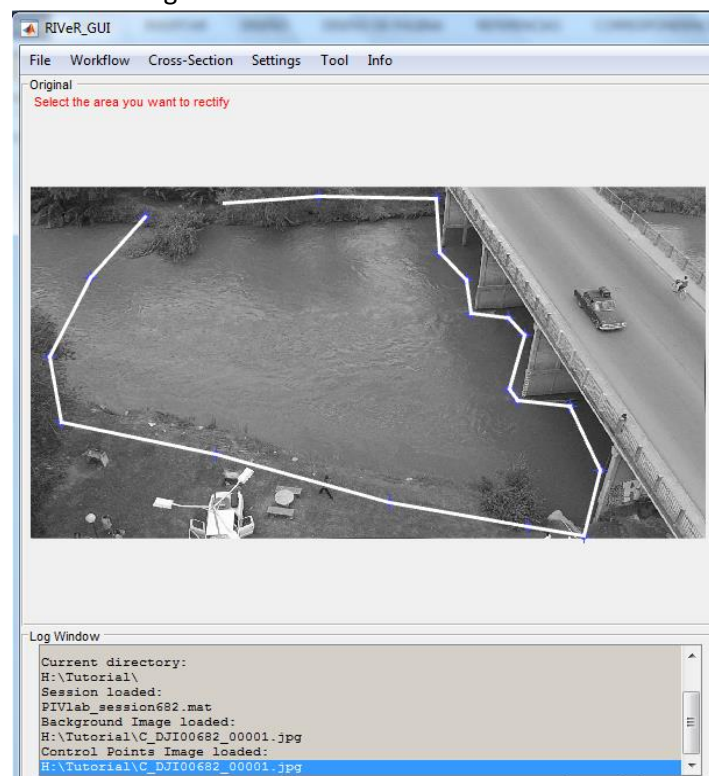 RIVeR_GUI
File Workflow Cross-Section Settings Tool Info
Original
Select the area you want to rectify
Log Window
Current directory:
H:\Tutorial\
Session loaded:
PIVlab_session682.mat
Background Image loaded:
H:\Tutorial\C_DJI00682_00001.jpg
Control Points Image loaded:
H:\Tutorial\C_DJI00682_00001.jpg